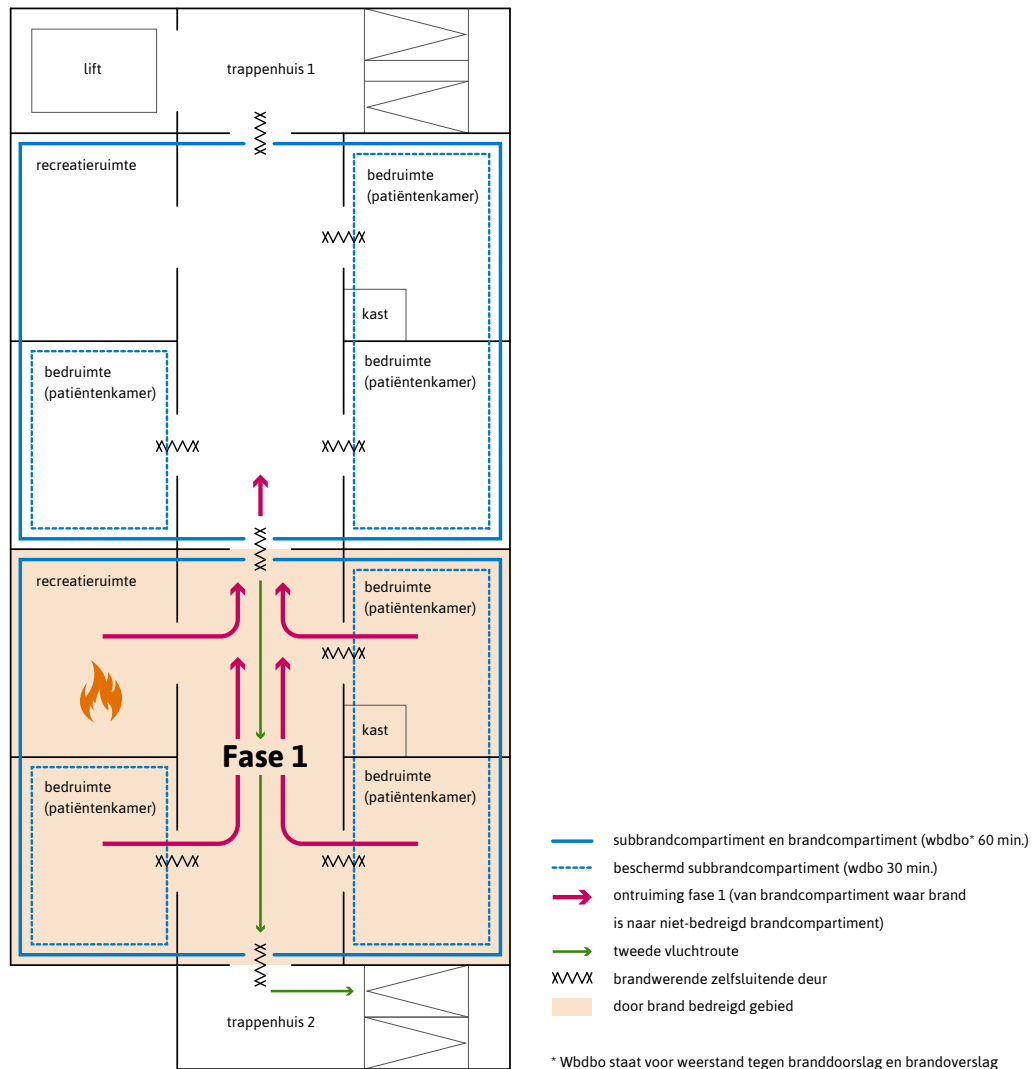 lift
trappenhuis 1
recreatieruimte
bedruimte
(patiëntenkamer)
kast
bedruimte
(patiëntenkamer)
bedruimte
(patiëntenkamer)
recreatieruimte
bedruimte
(patiëntenkamer)
kast
Fase 1
bedruimte
(patiëntenkamer)
bedruimte
(patiëntenkamer)
trappenhuis 2
subbrandcompartiment en brandcompartiment (wbdbo* 60 min.)
beschermd subbrandcompartiment (wdbo 30 min.)
ontruiming fase 1 (van brandcompartiment waar brand
is naar niet-bedreigd brandcompartiment)
tweede vluchtroute
brandwerende zelfsluitende deur
door brand bedreigd gebied
* Wbdbo staat voor weerstand tegen branddoorslag en brandoverslag